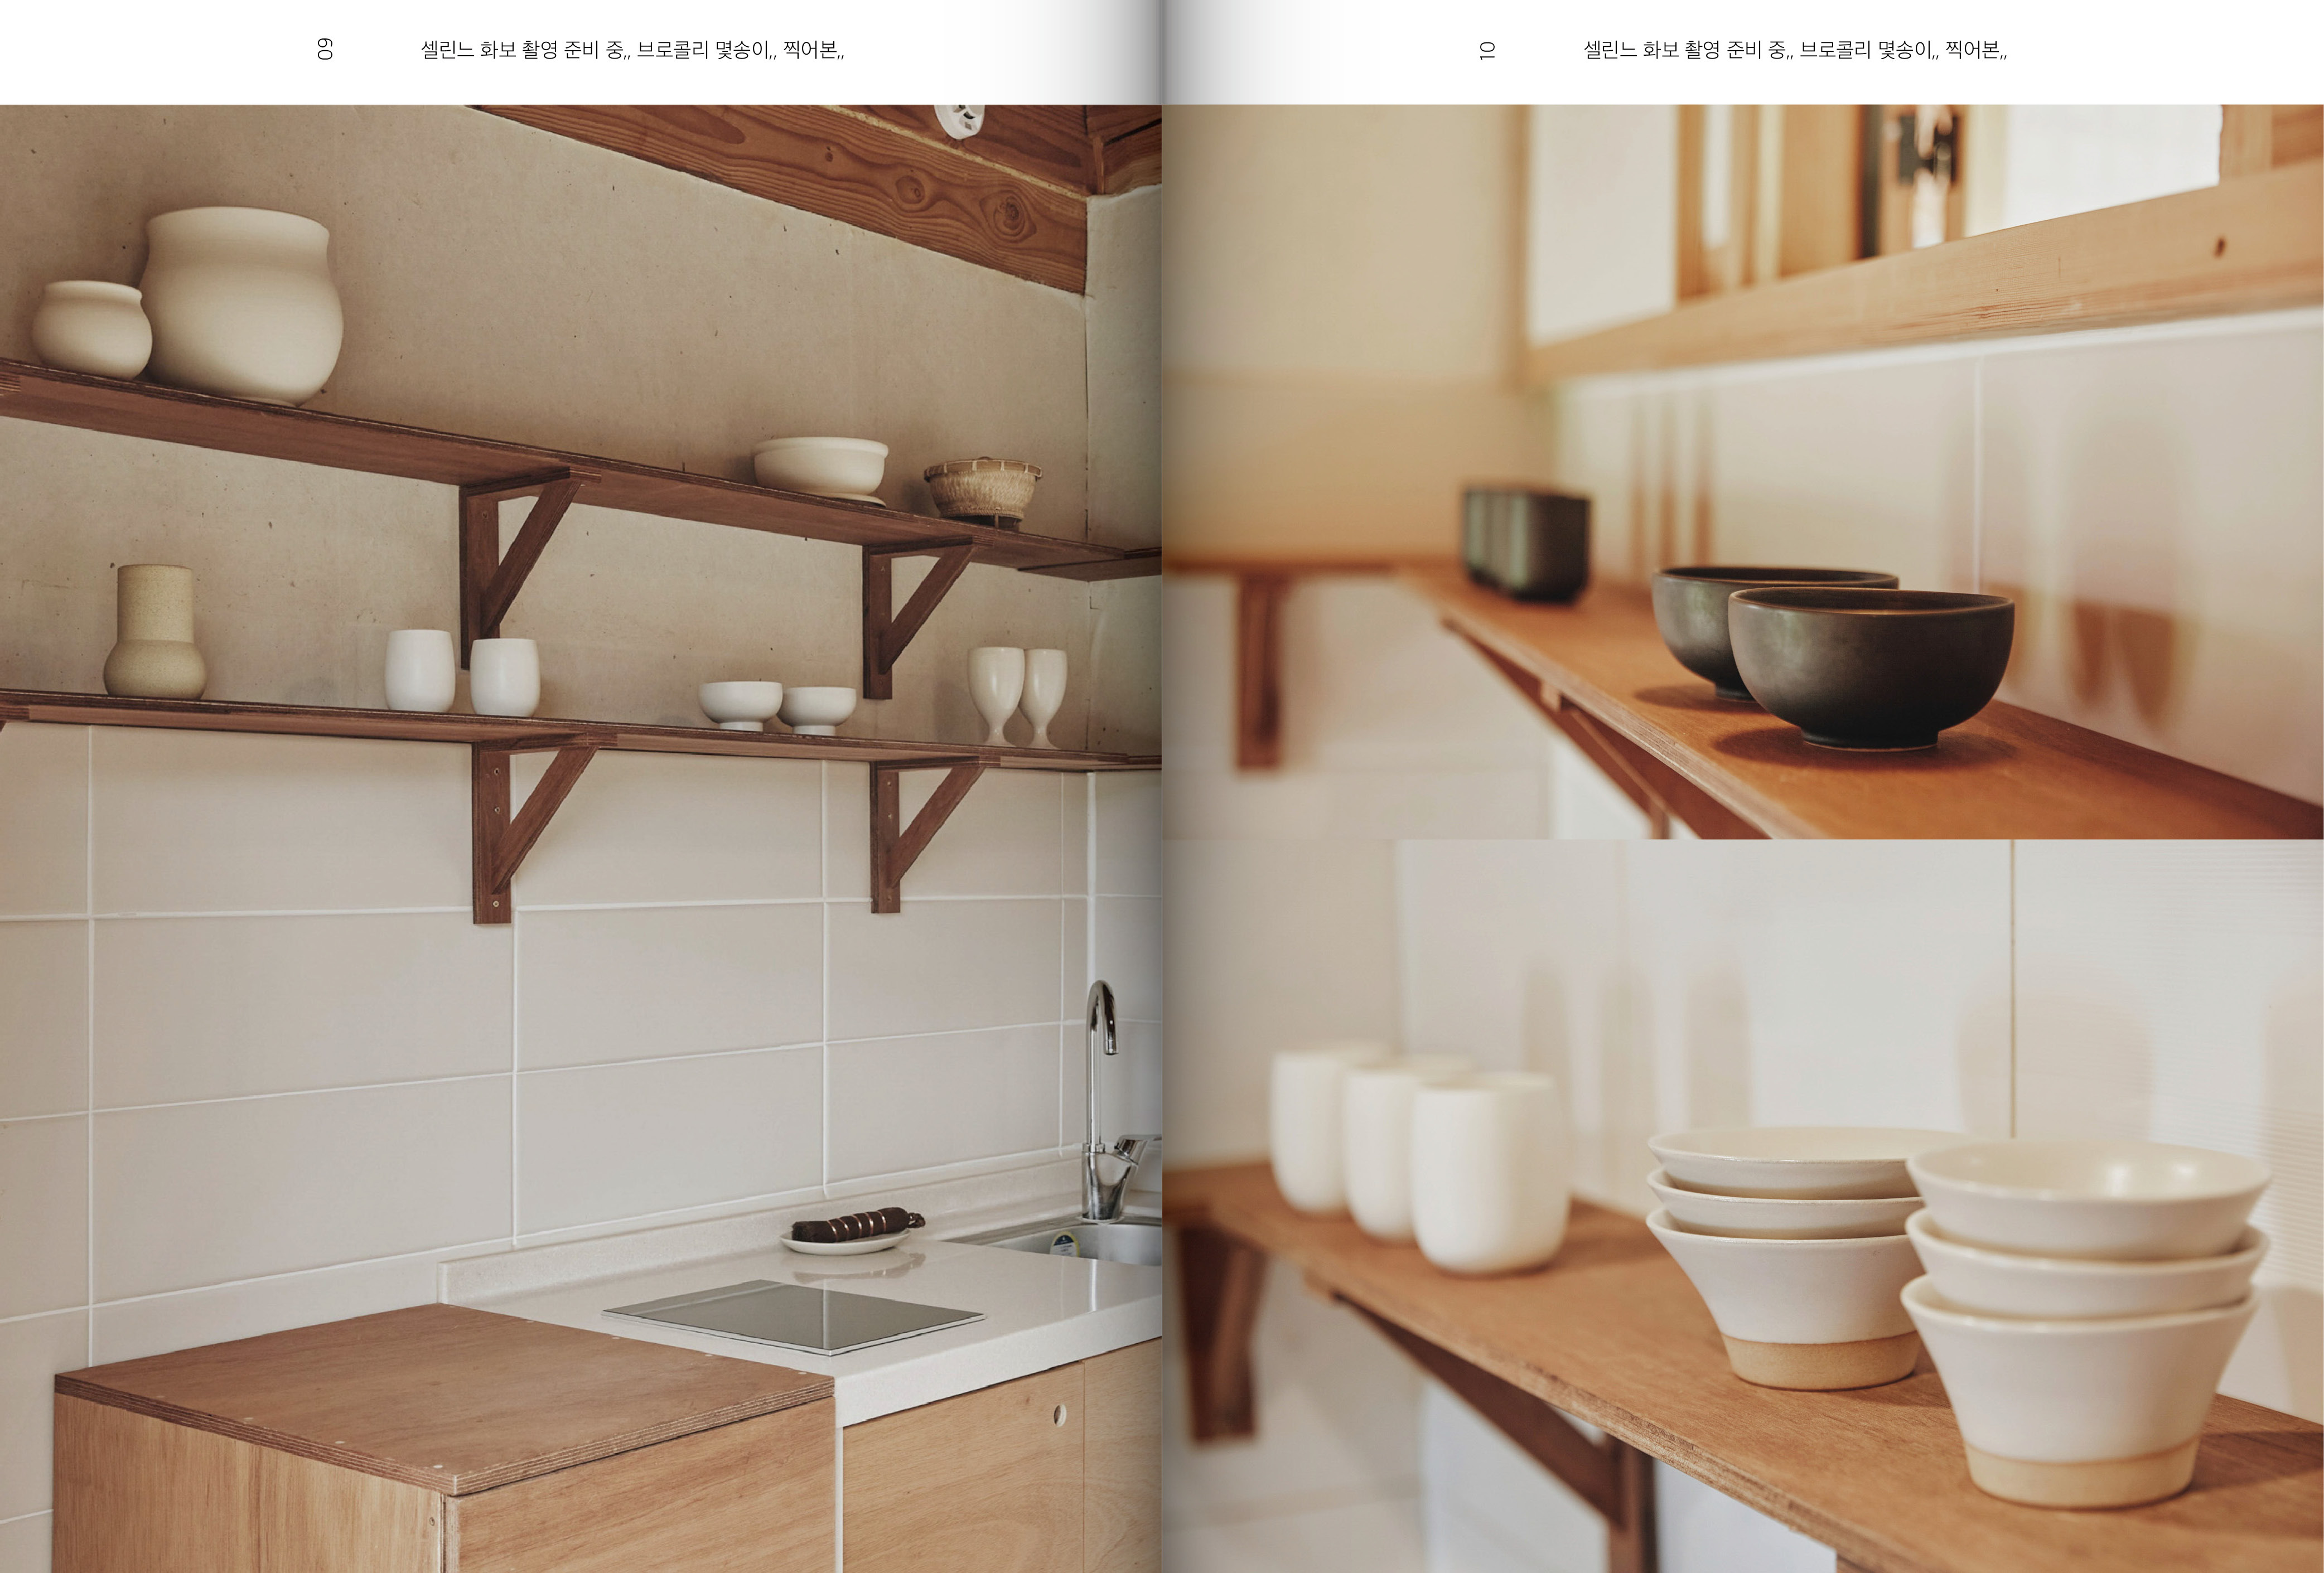 09
셀린느 화보 촬영 준비 중,, 브로콜리 몇송이,, 찍어본,,
10
셀린느 화보 촬영 준비 중,, 브로콜리 몇송이,, 찍어본,,